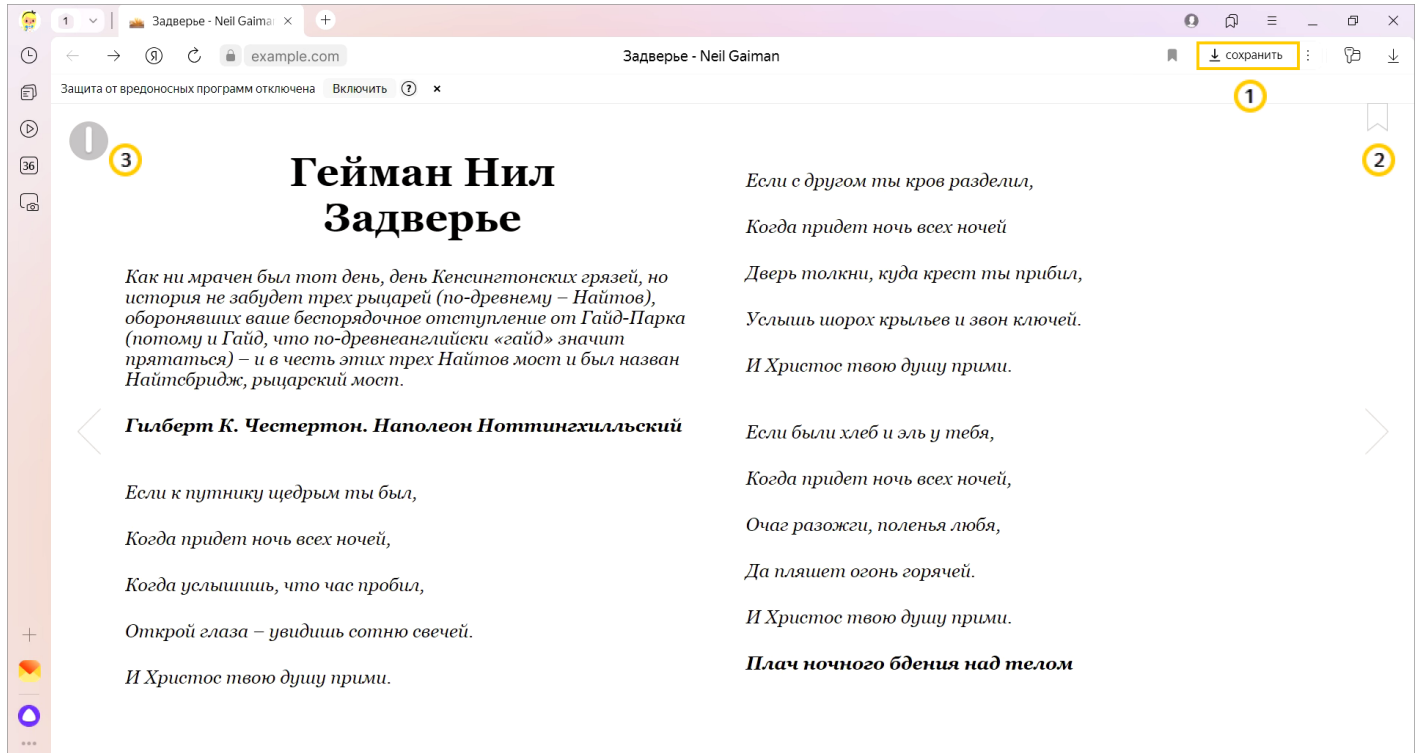 1
Задверье - Neil Gaima
example.com
Задверье - Neil Gaiman
сохранить
Защита от вредоносных программ отключена Включить ?
1
36
3
2
Гейман Нил
Задверье
Как ни мрачен был тот день, день Кенсингтонских грязей, но
история не забудет трех рыцарей (по-древнему – Найтов),
оборонявших ваше беспорядочное отступление от Гайд-Парка
(потому и Гайд, что по-древнеанглийски «гайд» значит
прятаться) – и в честь этих трех Найтов мост и был назван
Найтсбридж, рыцарский мост.
Гилберт К. Честертон. Наполеон Ноттингхилльский
Если к путнику щедрым ты был,
Когда придет ночь всех ночей,
Когда услышишь, что час пробил,
Открой глаза – увидишь сотню свечей.
И Христос твою душу прими.
Если с другом ты кров разделил,
Когда придет ночь всех ночей
Дверь толкни, куда крест ты прибил,
Услышь шорох крыльев и звон ключей.
И Христос твою душу прими.
Если были хлеб и эль у тебя,
Когда придет ночь всех ночей,
Очаг разожги, поленья любя,
Да пляшет огонь горячей.
И Христос твою душу прими.
Плач ночного бдения над телом